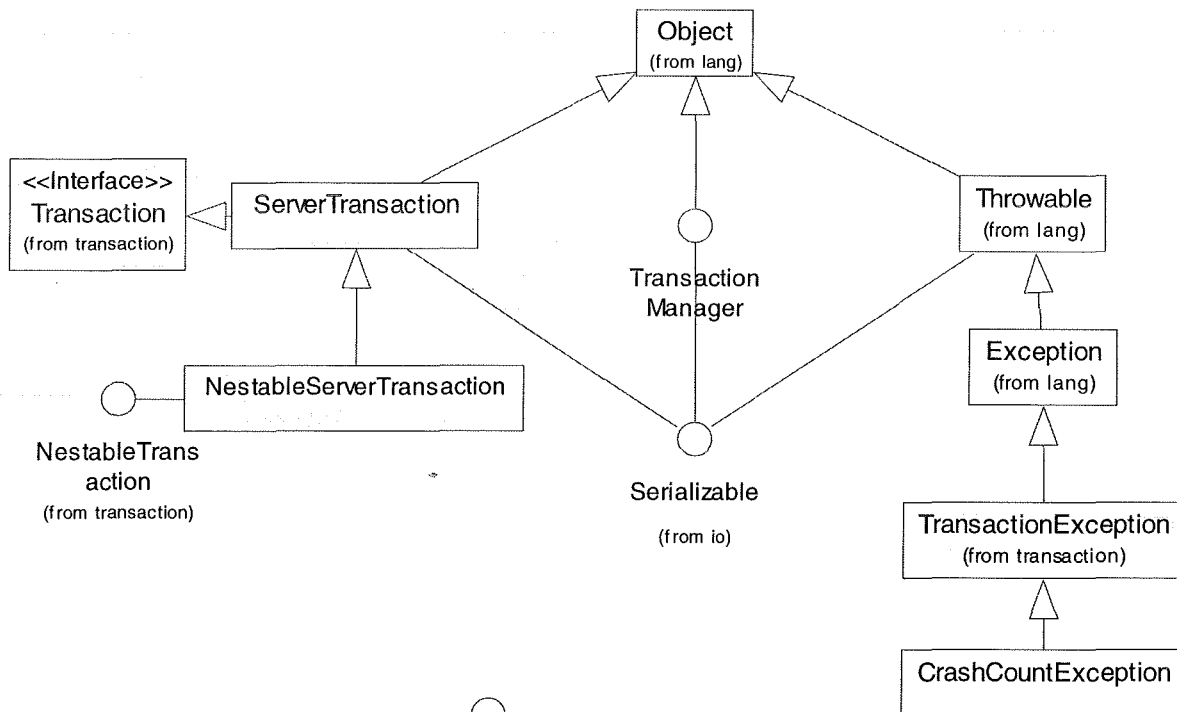 Object
(from lang)
<<Interface>>
Transaction
(from transaction)
ServerTransaction
Throwable
(from lang)
Transaction
Manager
Exception
(from lang)
NestableServerTransaction
NestableTrans
action
(from transaction)
Serializable
(from io)
TransactionException
(from transaction)
CrashCountException